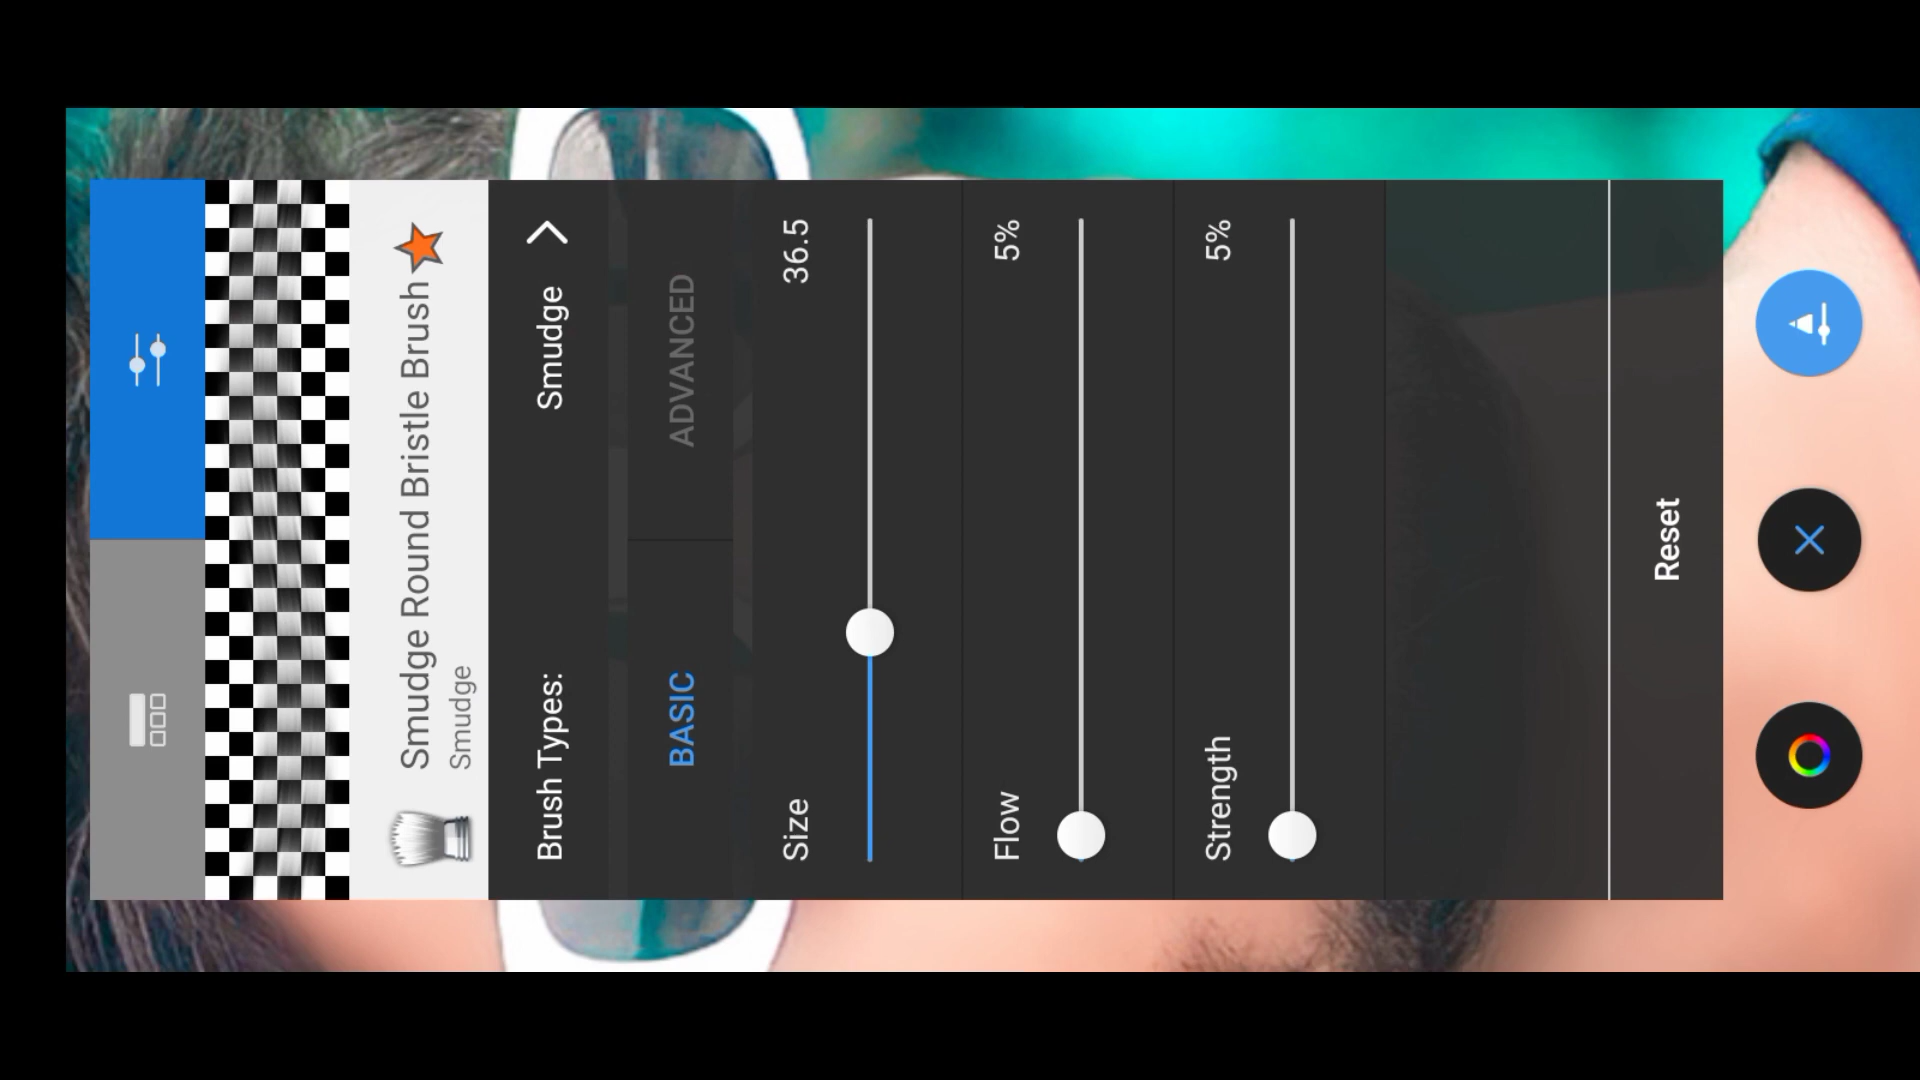 Smudge Round Bristle Brush
Smudge
Brush Types: Smudge
BASIC ADVANCED
Size 36.5
Flow 5%
Strength 5%
Reset